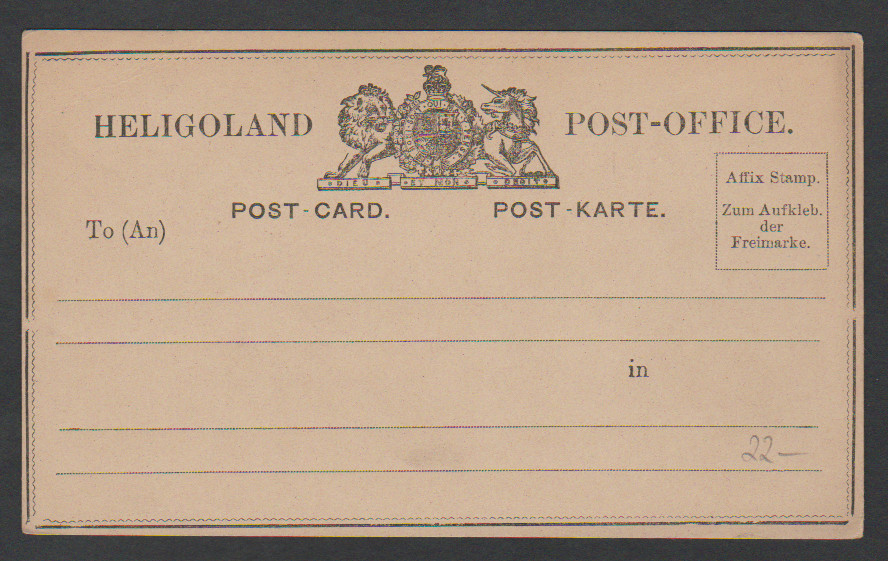 HELIGOLAND POST-OFFICE.
DIEU ET MON DROIT
POST-CARD. POST-KARTE.
Affix Stamp.
Zum Aufkleb.
der
Freimarke.
To (An)
in
22-